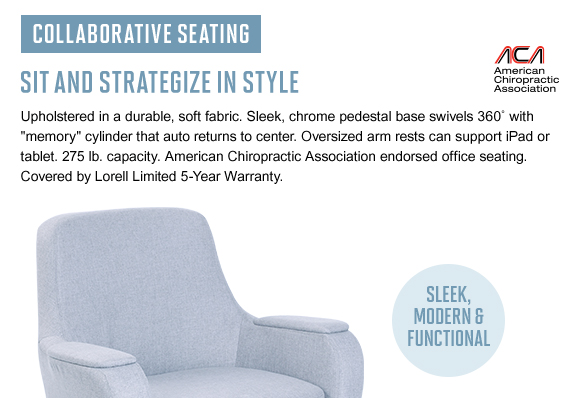 COLLABORATIVE SEATING
ACA
American
Chiropractic
Association
SIT AND STRATEGIZE IN STYLE
Upholstered in a durable, soft fabric. Sleek, chrome pedestal base swivels 360° with
"memory" cylinder that auto returns to center. Oversized arm rests can support iPad or
tablet. 275 lb. capacity. American Chiropractic Association endorsed office seating.
Covered by Lorell Limited 5-Year Warranty.
SLEEK,
MODERN &
FUNCTIONAL